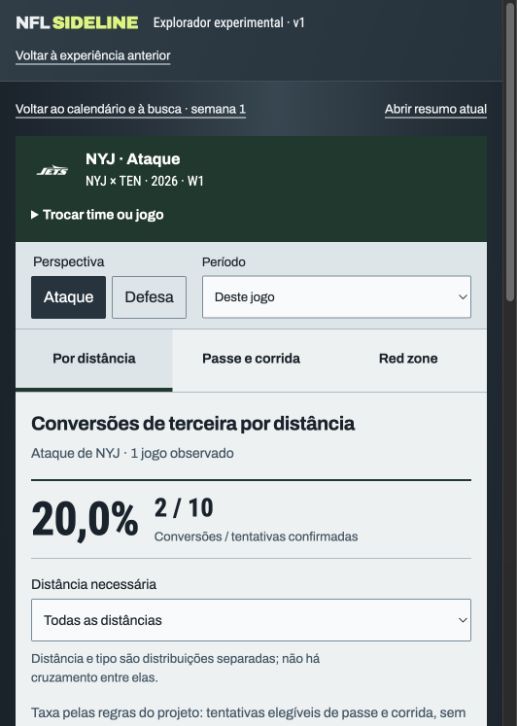 NFL SIDELINE Explorador experimental · v1
Voltar à experiência anterior
Voltar ao calendário e à busca · semana 1 Abrir resumo atual
JETS
NYJ · Ataque
NYJ × TEN · 2026 · W1
Trocar time ou jogo
Perspectiva Período
Ataque Defesa Deste jogo
Por distância Passe e corrida Red zone
Conversões de terceira por distância
Ataque de NYJ · 1 jogo observado
20,0% 2 / 10
Conversões / tentativas confirmadas
Distância necessária
Todas as distâncias
Distância e tipo são distribuições separadas; não há
cruzamento entre elas.
Taxa pelas regras do projeto: tentativas elegíveis de passe e corrida, sem